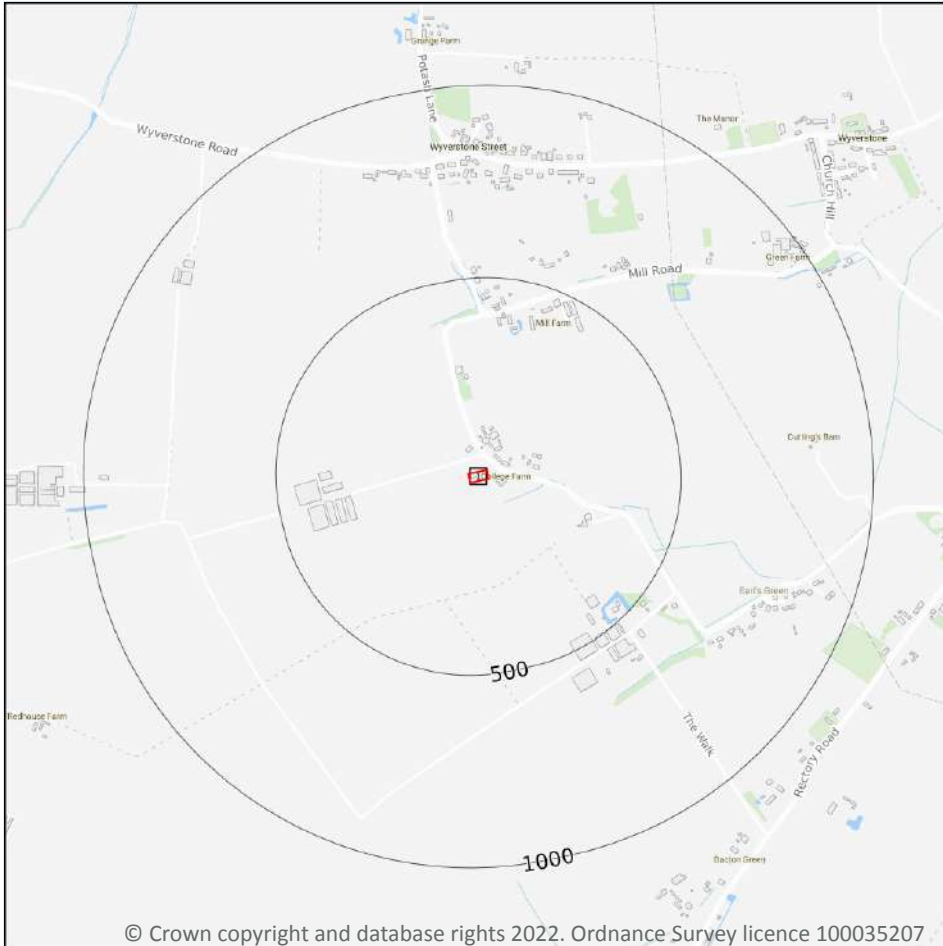 Grange Farm
Potash Lane
The Manor
Wyverstone Road
Wyverstone Street
Wyverstone
Church Hill
Green Farm
Mill Road
Mill Farm
College Farm
Earl's Green
500
Redhouse Farm
The Walk
Rectory Road
1000
Bacton Green
© Crown copyright and database rights 2022. Ordnance Survey licence 100035207